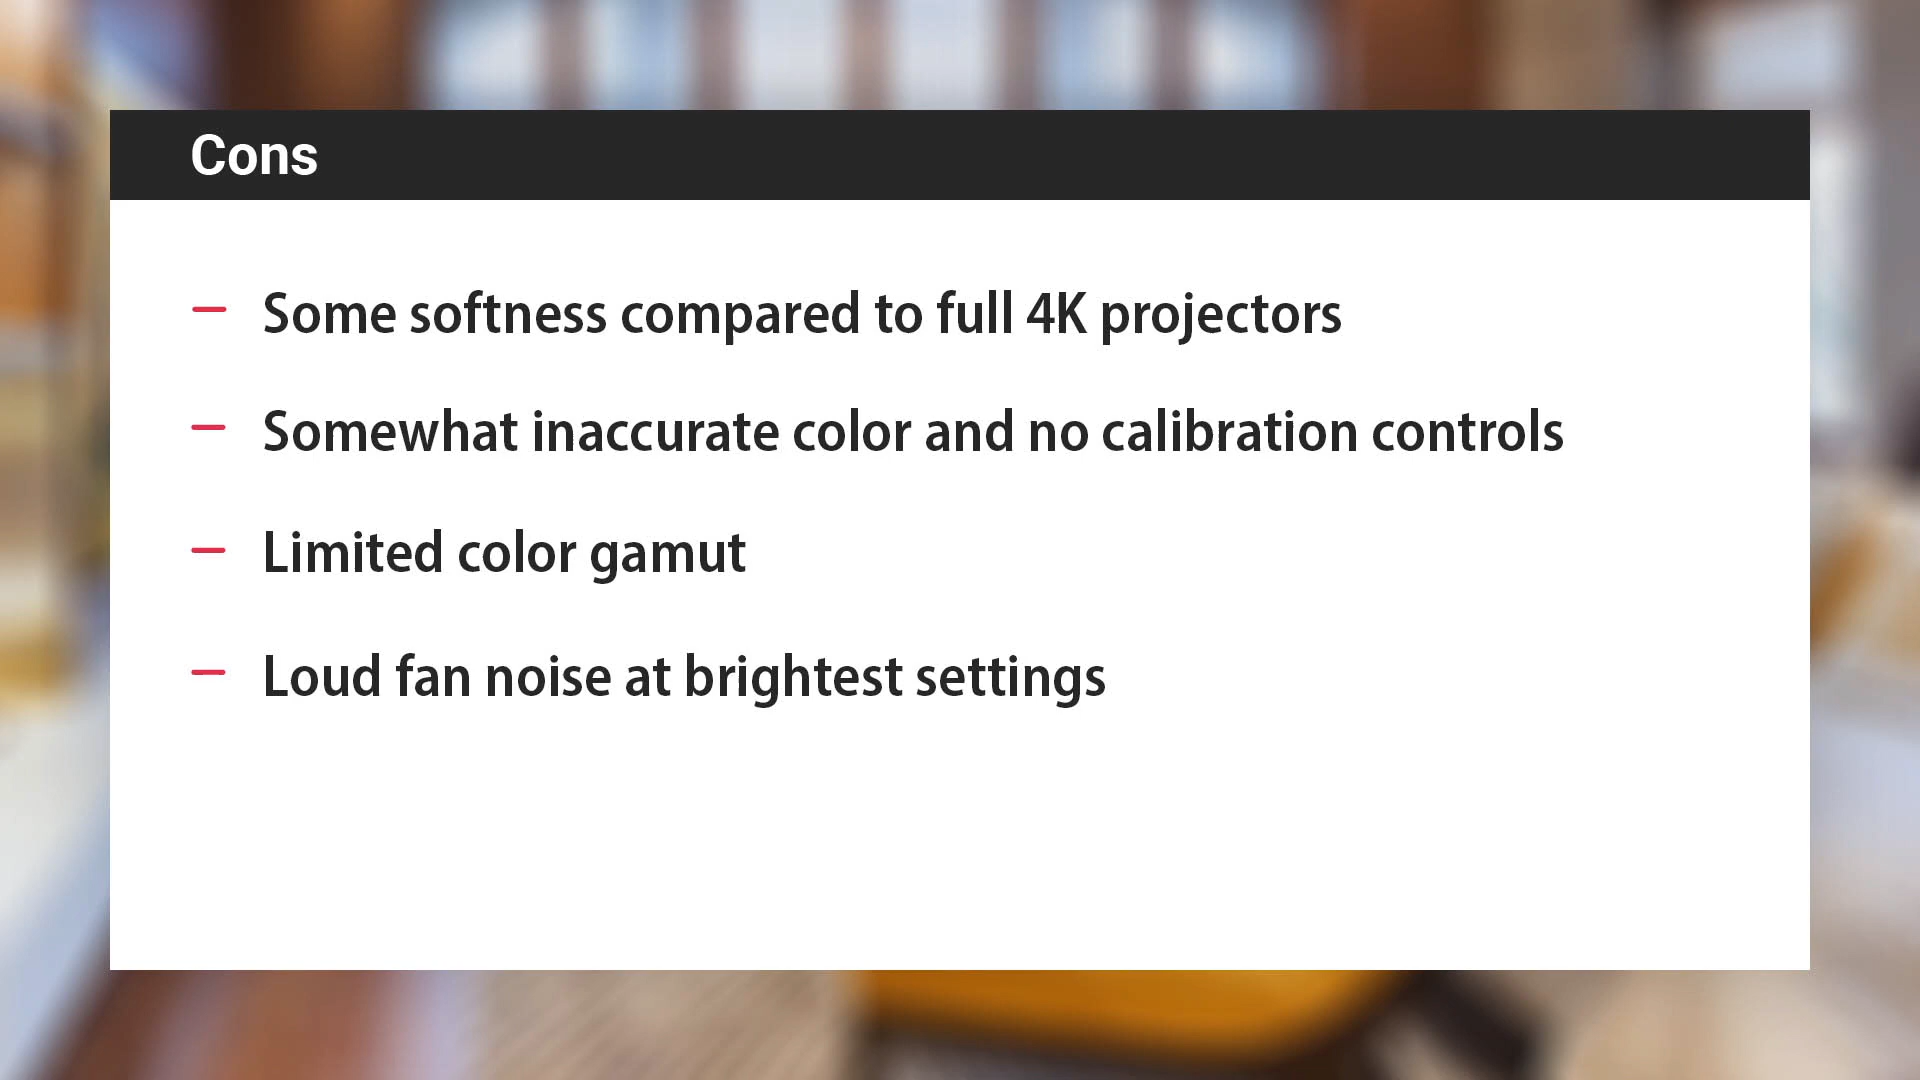 Cons
– Some softness compared to full 4K projectors
– Somewhat inaccurate color and no calibration controls
– Limited color gamut
– Loud fan noise at brightest settings